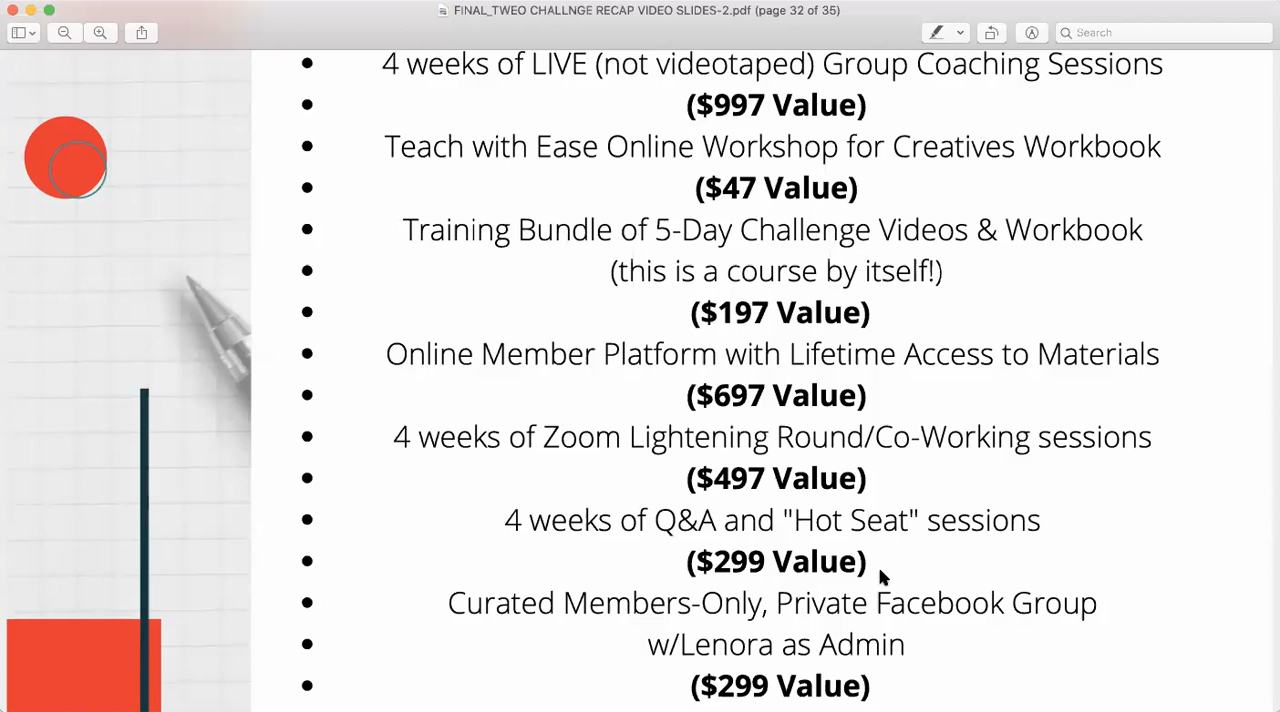 FINAL_TWEO CHALLNGE RECAP VIDEO SLIDES-2.pdf (page 32 of 35)
Search
4 weeks of LIVE (not videotaped) Group Coaching Sessions
($997 Value)
Teach with Ease Online Workshop for Creatives Workbook
($47 Value)
Training Bundle of 5-Day Challenge Videos & Workbook
(this is a course by itself!)
($197 Value)
Online Member Platform with Lifetime Access to Materials
($697 Value)
4 weeks of Zoom Lightening Round/Co-Working sessions
($497 Value)
4 weeks of Q&A and "Hot Seat" sessions
($299 Value)
Curated Members-Only, Private Facebook Group
w/Lenora as Admin
($299 Value)